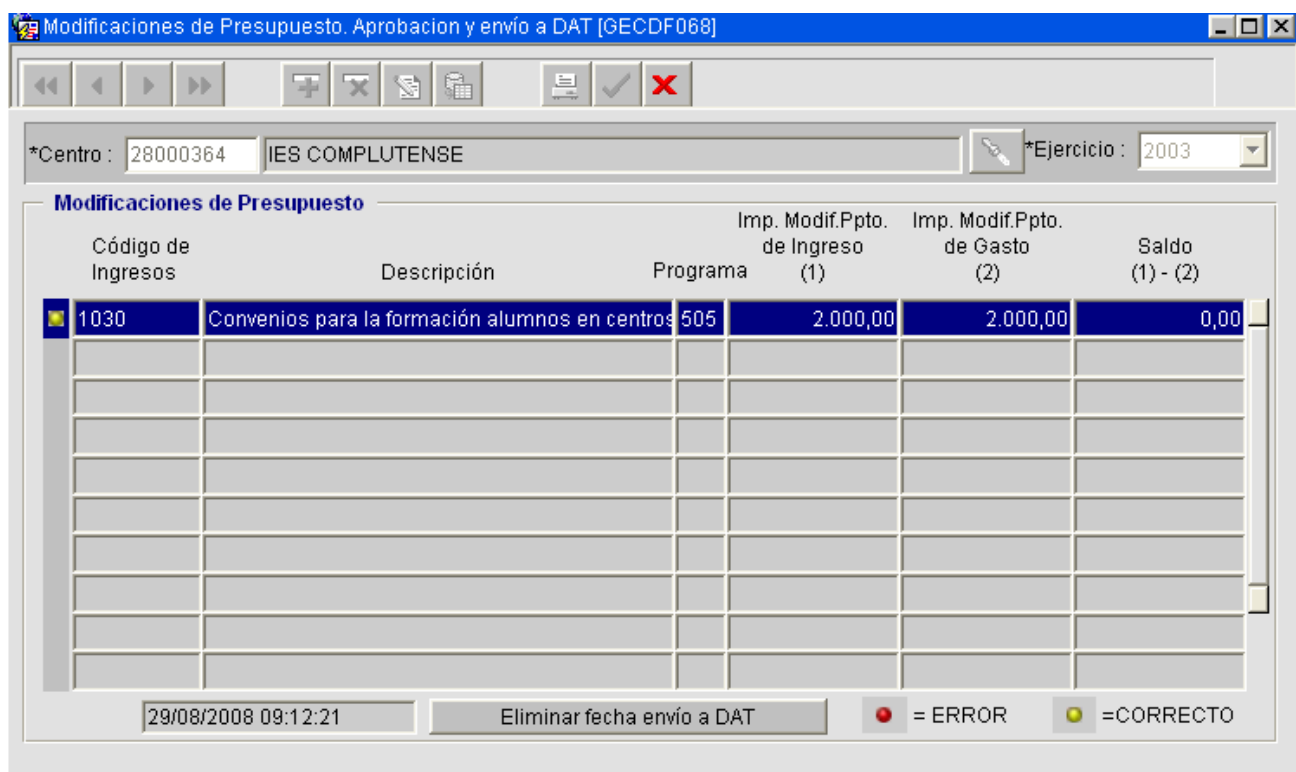 Modificaciones de Presupuesto. Aprobacion y envío a DAT [GECDF068]
*Centro : 28000364 IES COMPLUTENSE *Ejercicio : 2003
Modificaciones de Presupuesto
Código de Ingresos
Descripción
Programa
Imp. Modif.Ppto. de Ingreso (1)
Imp. Modif.Ppto. de Gasto (2)
Saldo (1) - (2)
1030 Convenios para la formación alumnos en centros 505 2.000,00 2.000,00 0,00
29/08/2008 09:12:21 Eliminar fecha envío a DAT = ERROR =CORRECTO